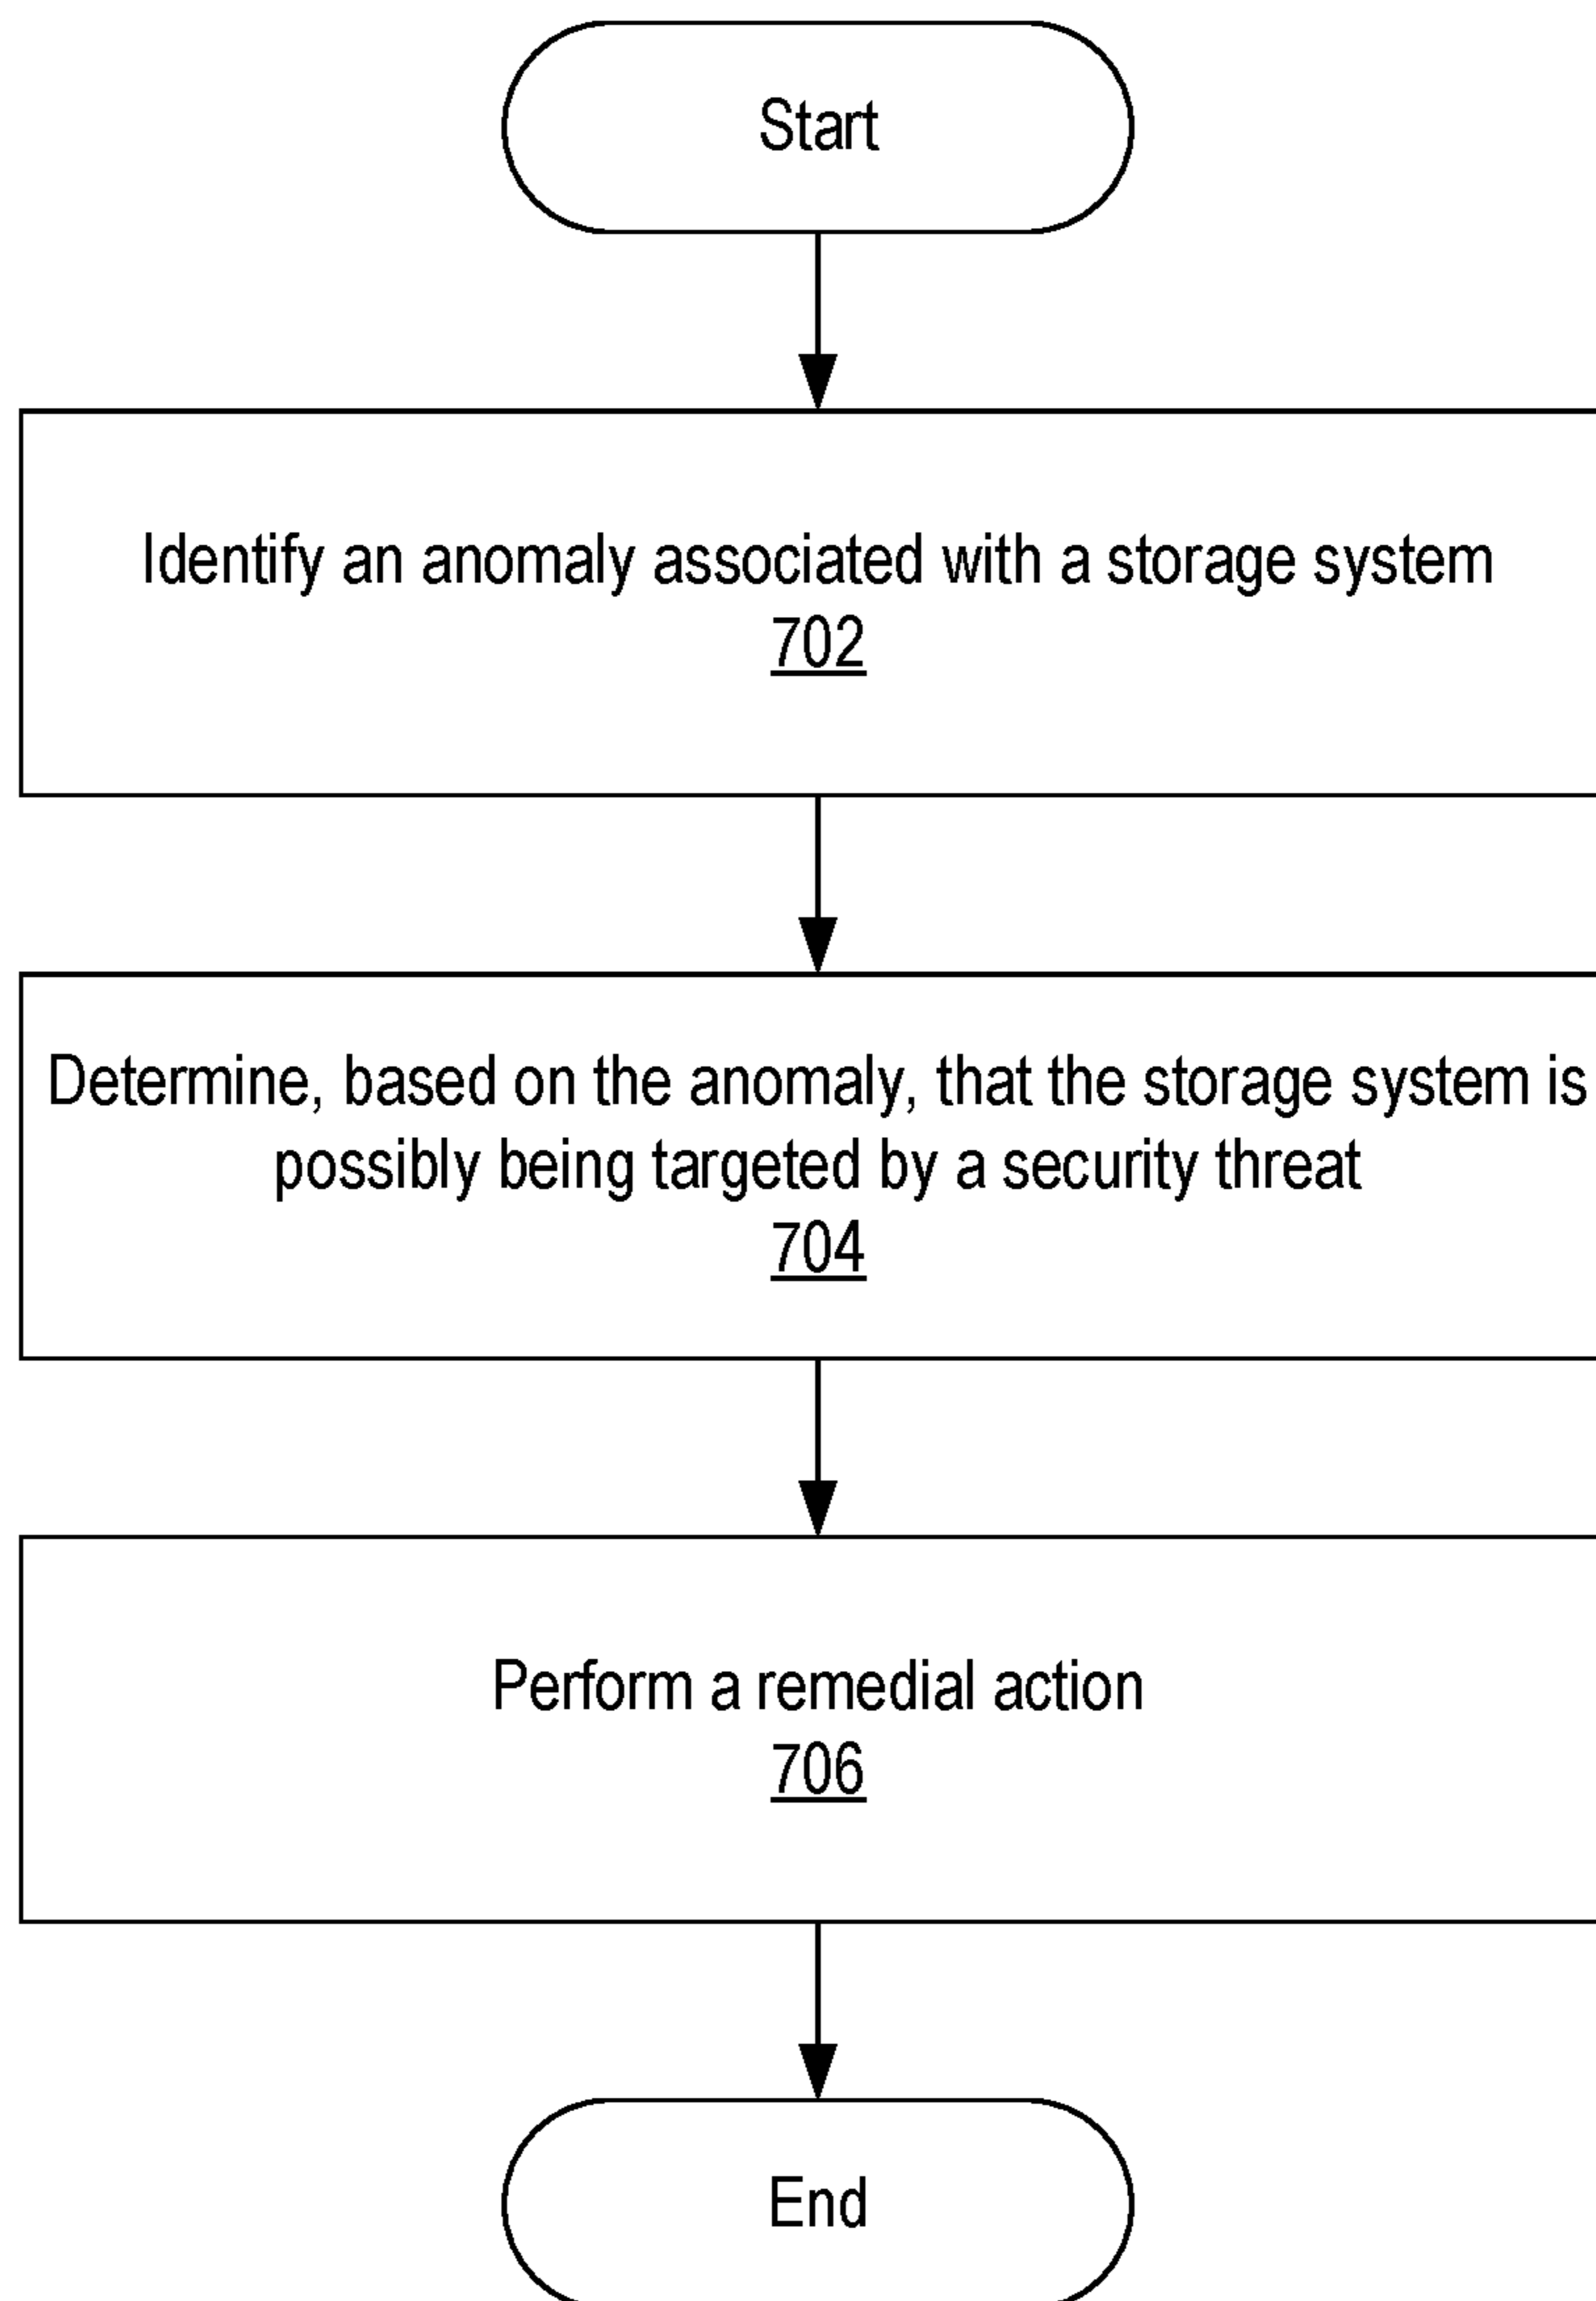 Start
Identify an anomaly associated with a storage system
702
Determine, based on the anomaly, that the storage system is
possibly being targeted by a security threat
704
Perform a remedial action
706
End